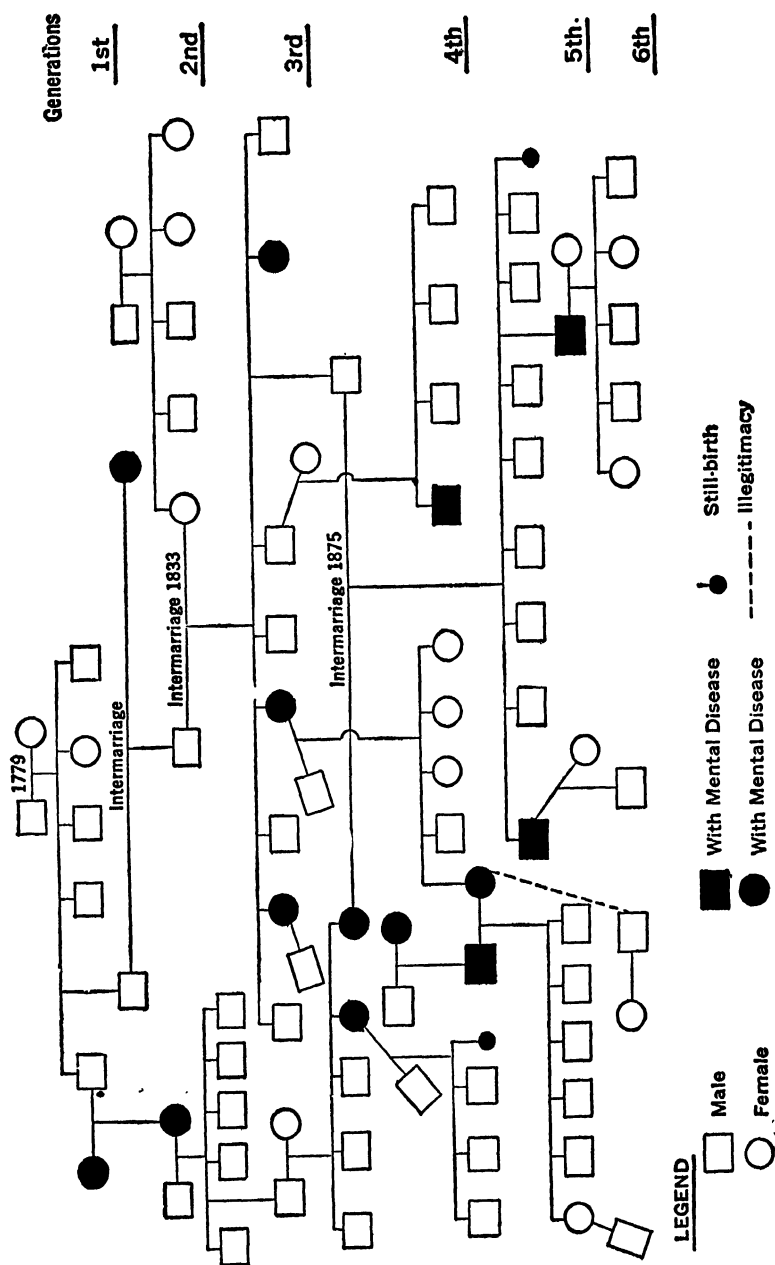 Generations
1st
2nd
3rd
4th
5th.
6th
1779
Intermarriage
Intermarriage 1833
Intermarriage 1875
LEGEND
Male
Female
With Mental Disease
With Mental Disease
Still-birth
Illegitimacy